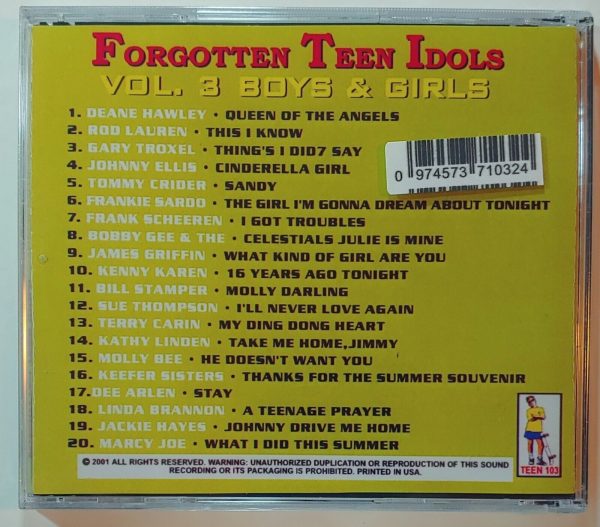 FORGOTTEN TEEN IDOLS
VOL. 3 BOYS & GIRLS
1. DEANE HAWLEY • QUEEN OF THE ANGELS
2. ROD LAUREN • THIS I KNOW
3. GARY TROXEL • THING'S I DID7 SAY
4. JOHNNY ELLIS • CINDERELLA GIRL
5. TOMMY CRIDER • SANDY
6. FRANKIE SARDO • THE GIRL I'M GONNA DREAM ABOUT TONIGHT
7. FRANK SCHEEREN • I GOT TROUBLES
8. BOBBY GEE & THE • CELESTIALS JULIE IS MINE
9. JAMES GRIFFIN • WHAT KIND OF GIRL ARE YOU
10. KENNY KAREN • 16 YEARS AGO TONIGHT
11. BILL STAMPER • MOLLY DARLING
12. SUE THOMPSON • I'LL NEVER LOVE AGAIN
13. TERRY CARIN • MY DING DONG HEART
14. KATHY LINDEN • TAKE ME HOME,JIMMY
15. MOLLY BEE • HE DOESN'T WANT YOU
16. KEEFER SISTERS • THANKS FOR THE SUMMER SOUVENIR
17.DEE ARLEN • STAY
18. LINDA BRANNON • A TEENAGE PRAYER
19. JACKIE HAYES • JOHNNY DRIVE ME HOME
20. MARCY JOE • WHAT I DID THIS SUMMER
0 974573 710324
TEEN 103
© 2001 ALL RIGHTS RESERVED. WARNING: UNAUTHORIZED DUPLICATION OR REPRODUCTION OF THIS SOUND
RECORDING OR ITS PACKAGING IS PROHIBITED. PRINTED IN USA.